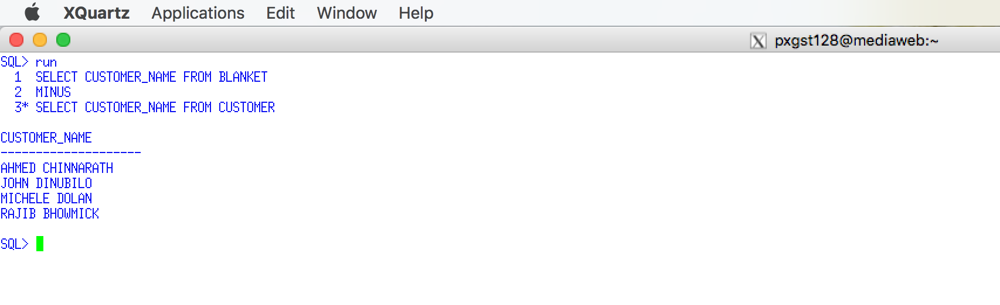 XQuartz Applications Edit Window Help
X pxgst128@mediaweb:~
SQL> run
1 SELECT CUSTOMER_NAME FROM BLANKET
2 MINUS
3* SELECT CUSTOMER_NAME FROM CUSTOMER
CUSTOMER_NAME
--------------------
AHMED CHINNARATH
JOHN DINUBILO
MICHELE DOLAN
RAJIB BHOWMICK
SQL>